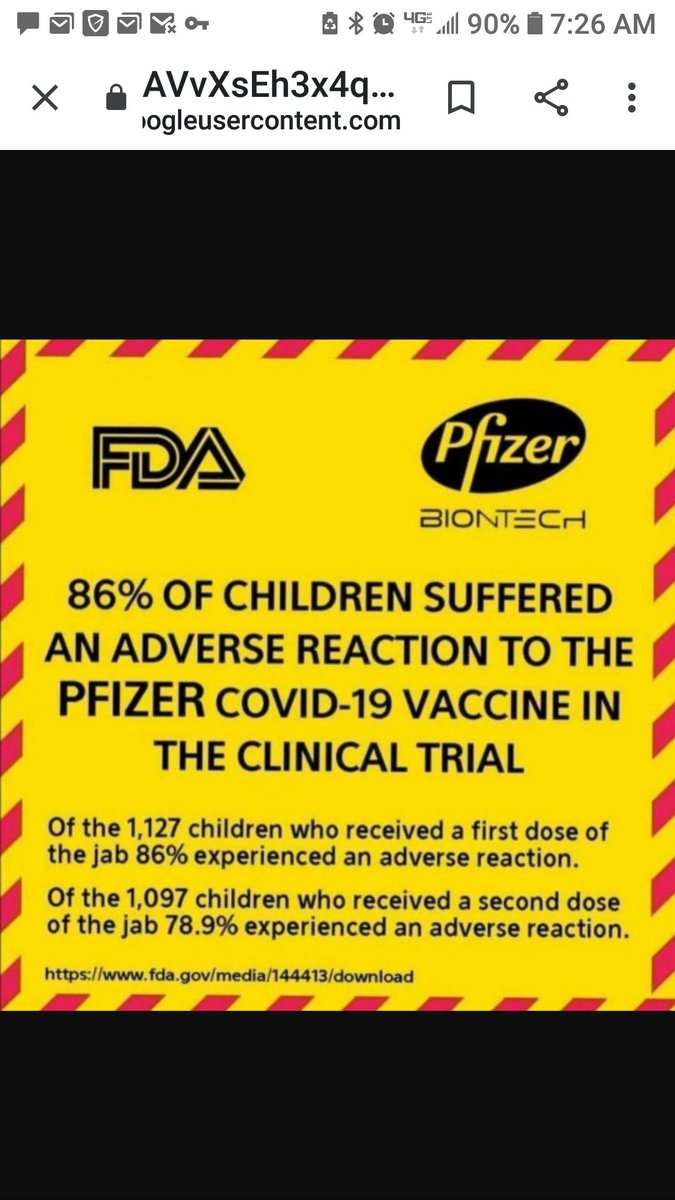 4G 90% 7:26 AM
AVvXsEh3x4q...
oogleusercontent.com
FDA
Pfizer
BIONTECH
86% OF CHILDREN SUFFERED
AN ADVERSE REACTION TO THE
PFIZER COVID-19 VACCINE IN
THE CLINICAL TRIAL
Of the 1,127 children who received a first dose of
the jab 86% experienced an adverse reaction.
Of the 1,097 children who received a second dose
of the jab 78.9% experienced an adverse reaction.
https://www.fda.gov/media/144413/download